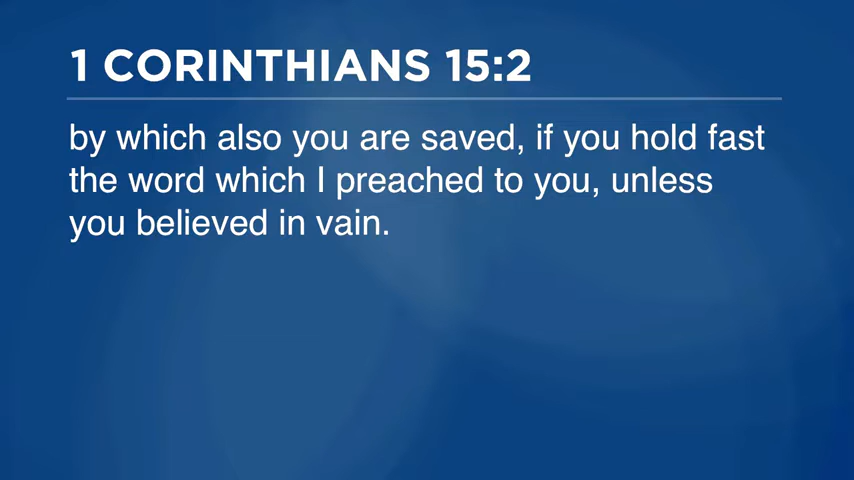 1 CORINTHIANS 15:2
by which also you are saved, if you hold fast
the word which I preached to you, unless
you believed in vain.